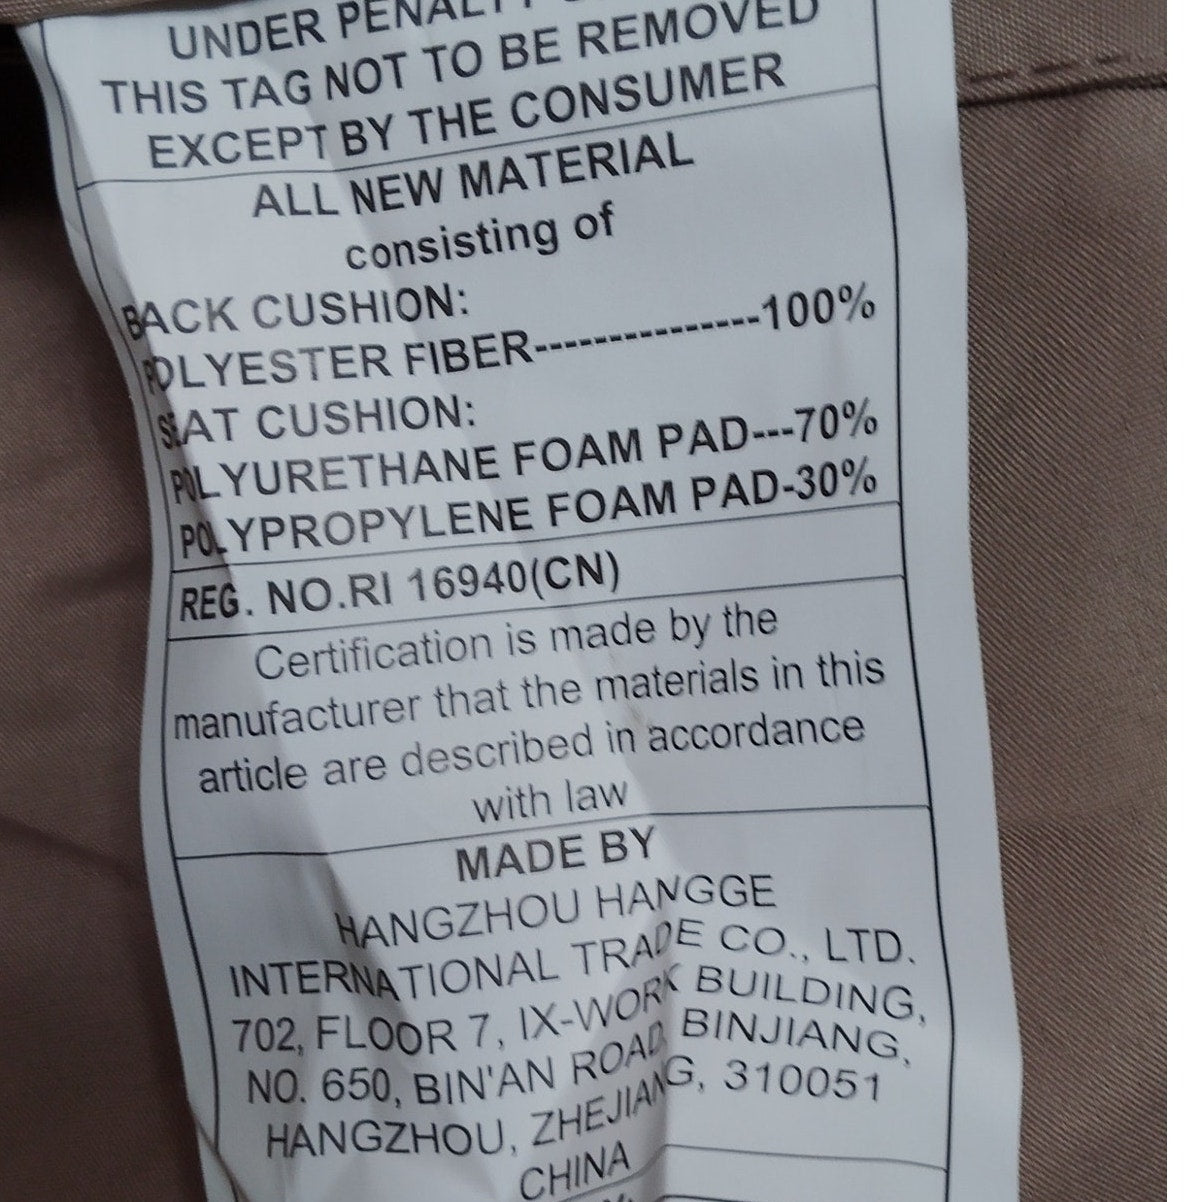 UNDER PENALTY
THIS TAG NOT TO BE REMOVED
EXCEPT BY THE CONSUMER
ALL NEW MATERIAL
consisting of
BACK CUSHION:
POLYESTER FIBER---------------100%
SEAT CUSHION:
POLYURETHANE FOAM PAD---70%
POLYPROPYLENE FOAM PAD-30%
REG. NO.RI 16940(CN)
Certification is made by the
manufacturer that the materials in this
article are described in accordance
with law
MADE BY
HANGZHOU HANGGE
INTERNATIONAL TRADE CO., LTD.
702, FLOOR 7, IX-WORK BUILDING,
NO. 650, BIN'AN ROAD, BINJIANG,
HANGZHOU, ZHEJIANG, 310051
CHINA